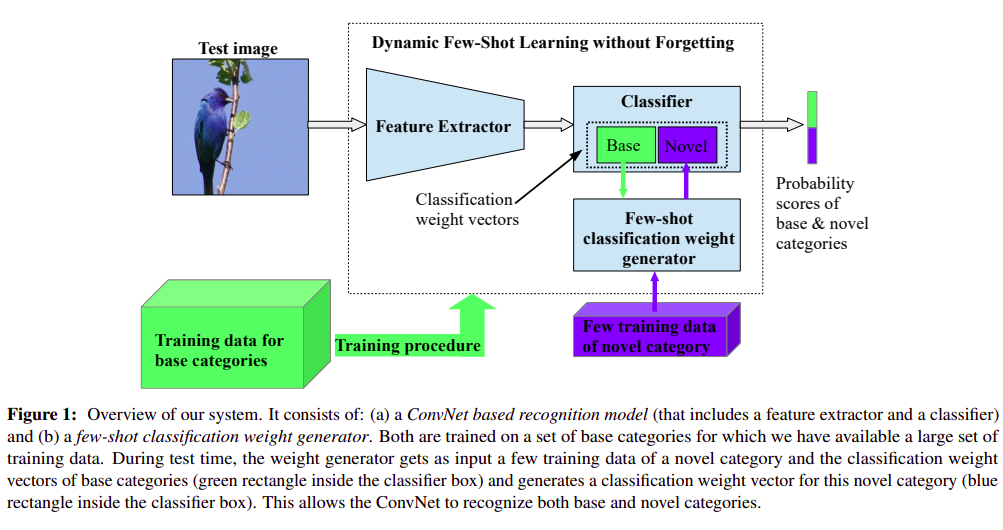 Dynamic Few-Shot Learning without Forgetting
Test image
Feature Extractor
Classifier
Base
Novel
Classification
weight vectors
Few-shot
classification weight
generator
Probability
scores of
base & novel
categories
Training data for
base categories
Training procedure
Few training data
of novel category
Figure 1: Overview of our system. It consists of: (a) a ConvNet based recognition model (that includes a feature extractor and a classifier)
and (b) a few-shot classification weight generator. Both are trained on a set of base categories for which we have available a large set of
training data. During test time, the weight generator gets as input a few training data of a novel category and the classification weight
vectors of base categories (green rectangle inside the classifier box) and generates a classification weight vector for this novel category (blue
rectangle inside the classifier box). This allows the ConvNet to recognize both base and novel categories.